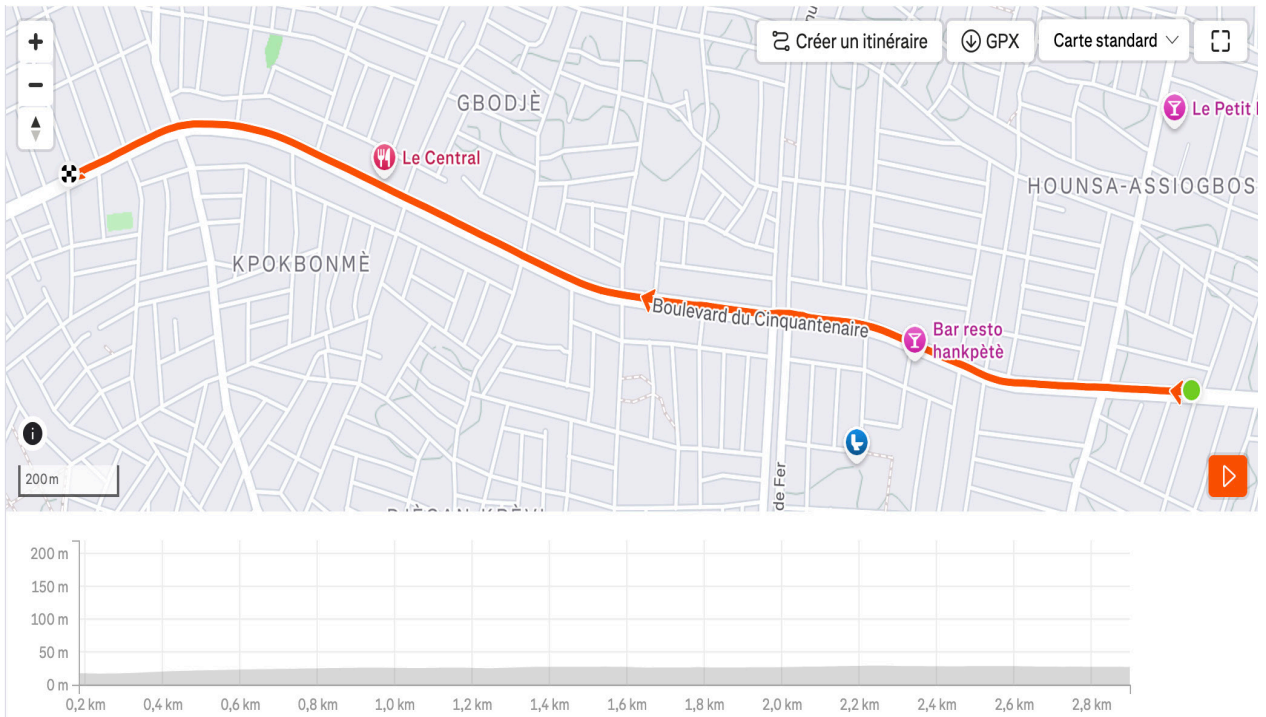 +
−
Créer un itinéraire
GPX
Carte standard
GBODJÈ
Le Central
Le Petit
HOUNSA-ASSIOGBOS
KPOKBONMÈ
Boulevard du Cinquantenaire
Bar resto
hankpètè
i
200 m
de Fer
200 m
150 m
100 m
50 m
0 m
0,2 km
0,4 km
0,6 km
0,8 km
1,0 km
1,2 km
1,4 km
1,6 km
1,8 km
2,0 km
2,2 km
2,4 km
2,6 km
2,8 km